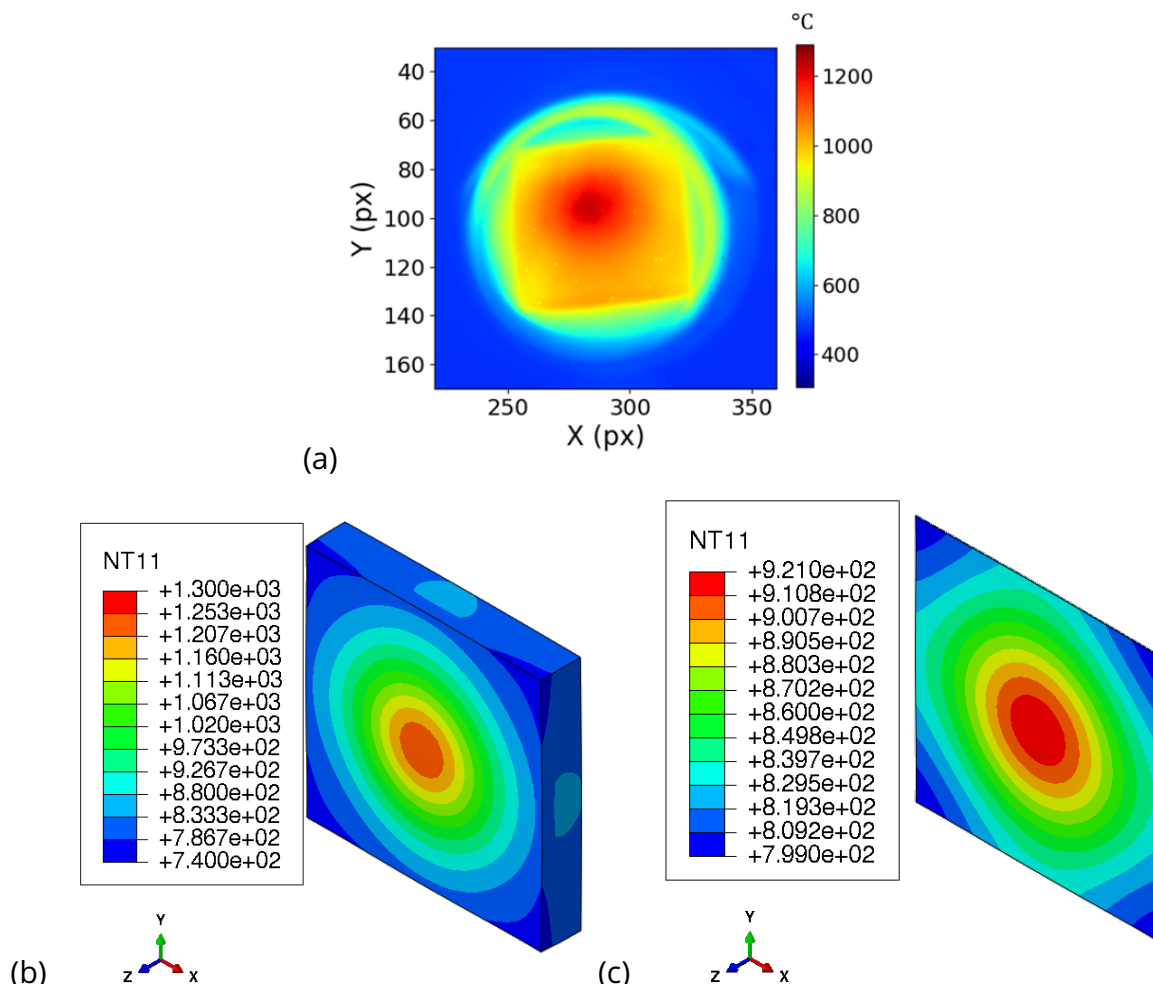 °C
40
60
80
100
120
140
160
Y (px)
250
300
350
X (px)
1200
1000
800
600
400
(a)
NT11
+1.300e+03
+1.253e+03
+1.207e+03
+1.160e+03
+1.113e+03
+1.067e+03
+1.020e+03
+9.733e+02
+9.267e+02
+8.800e+02
+8.333e+02
+7.867e+02
+7.400e+02
Y
Z
X
(b)
NT11
+9.210e+02
+9.108e+02
+9.007e+02
+8.905e+02
+8.803e+02
+8.702e+02
+8.600e+02
+8.498e+02
+8.397e+02
+8.295e+02
+8.193e+02
+8.092e+02
+7.990e+02
Y
Z
X
(c)